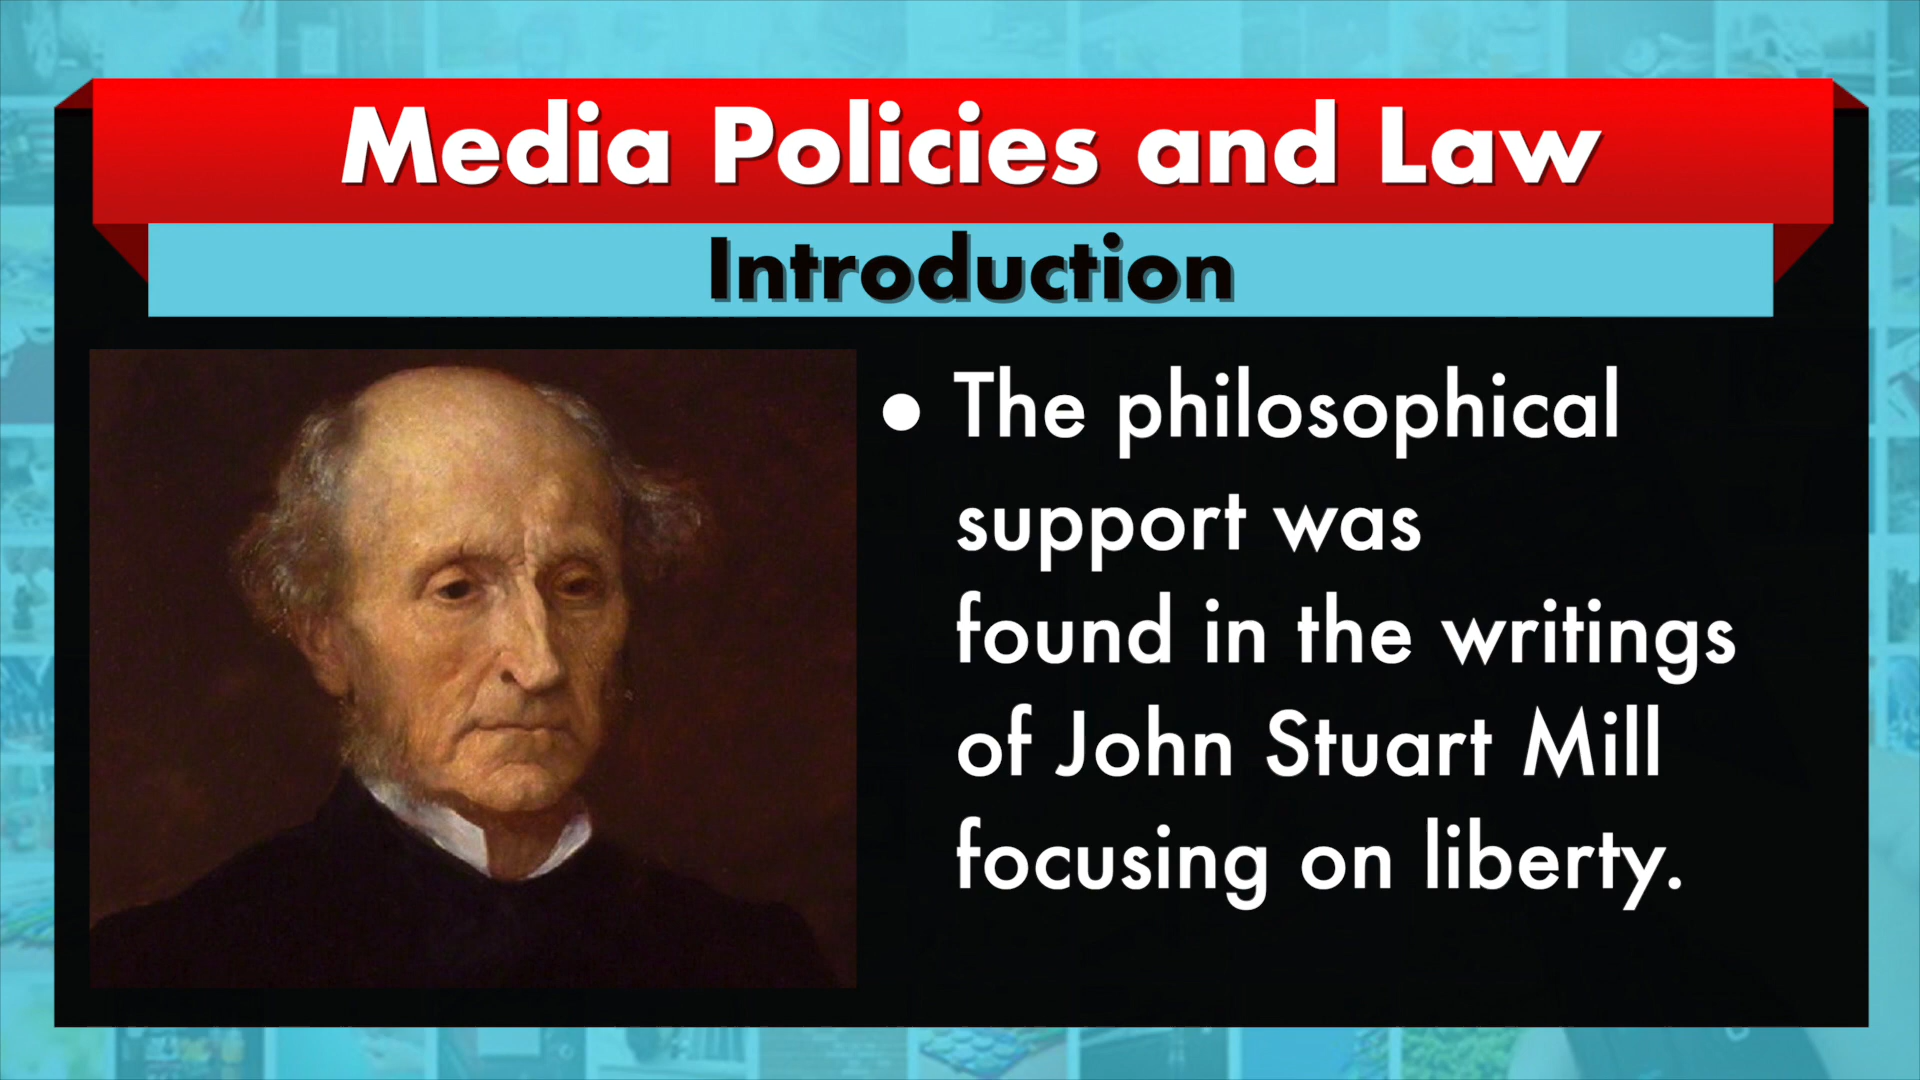 Media Policies and Law
Introduction
• The philosophical
support was
found in the writings
of John Stuart Mill
focusing on liberty.